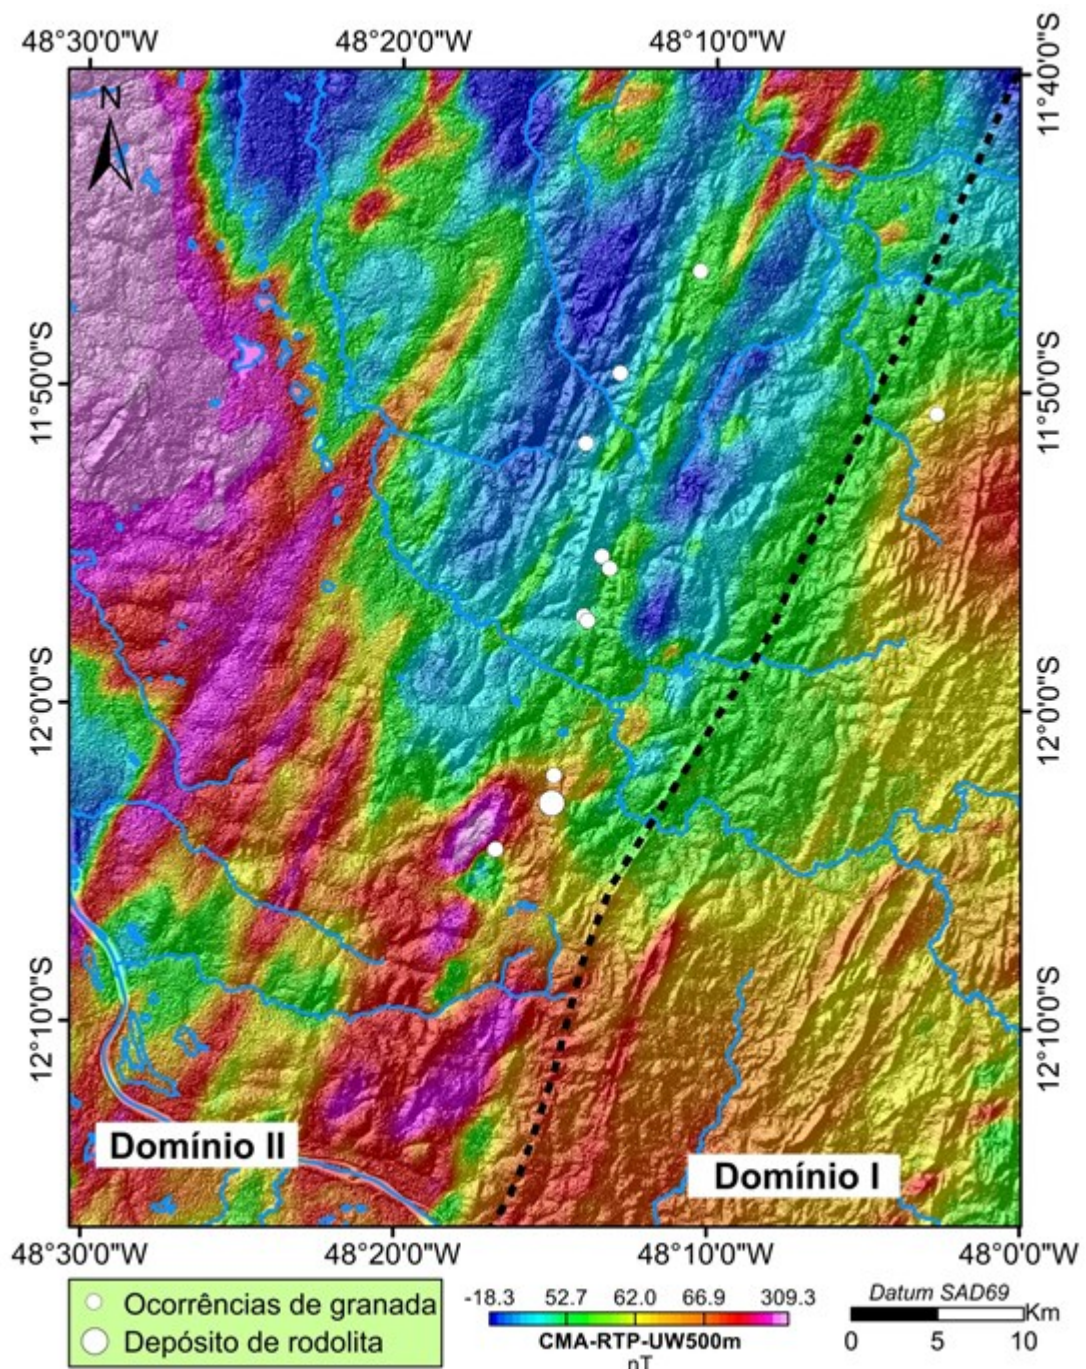 48°30'0"W 48°20'0"W 48°10'0"W
N
11°40'0"S
11°50'0"S
11°50'0"S
12°0'0"S
12°0'0"S
12°10'0"S
12°10'0"S
Domínio II
Domínio I
48°30'0"W 48°20'0"W 48°10'0"W 48°0'0"W
Ocorrências de granada
Depósito de rodolita
-18.3 52.7 62.0 66.9 309.3
CMA-RTP-UW500m
nT
Datum SAD69
Km
0 5 10